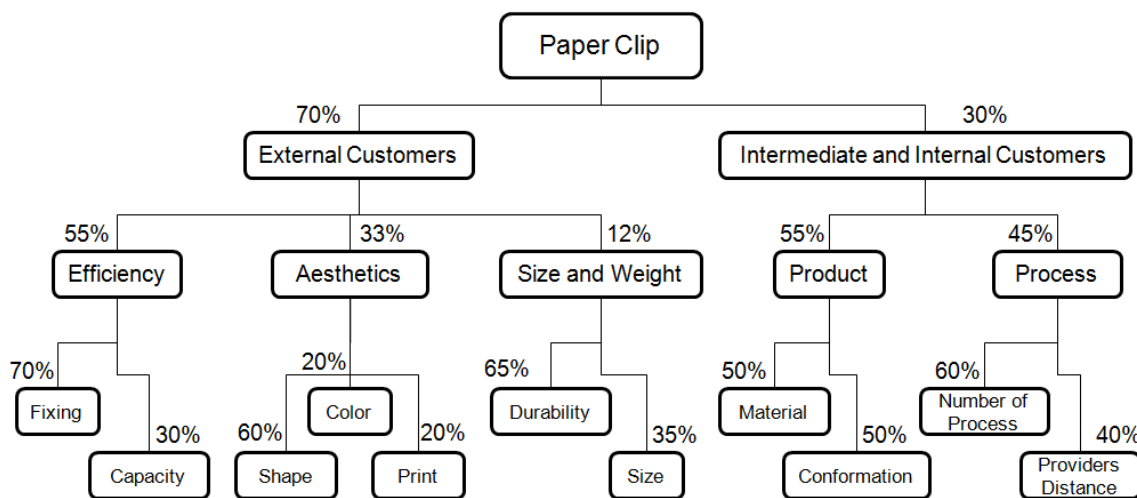 Paper Clip
70%
30%
External Customers
Intermediate and Internal Customers
55%
33%
12%
55%
45%
Efficiency
Aesthetics
Size and Weight
Product
Process
70%
20%
65%
50%
60%
Fixing
Color
Durability
Material
Number of
Process
30%
60%
20%
35%
50%
40%
Capacity
Shape
Print
Size
Conformation
Providers
Distance